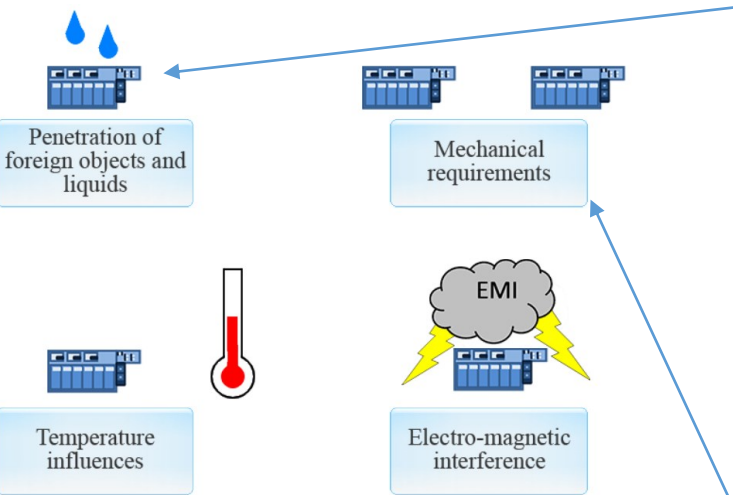 Penetration of
foreign objects and
liquids
Mechanical
requirements
EMI
Temperature
influences
Electro-magnetic
interference